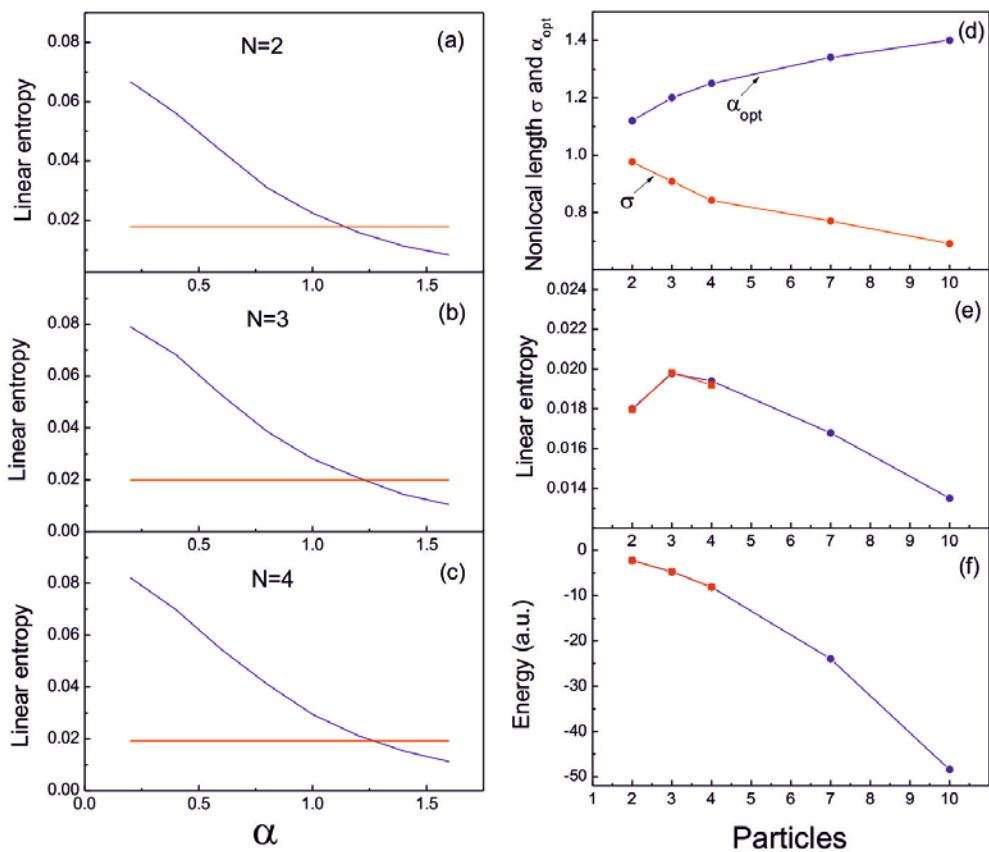 0.08
0.06
0.04
0.02
Linear entropy
N=2
(a)
0.5
1.0
1.5
0.08
0.06
0.04
0.02
0.00
Linear entropy
N=3
(b)
0.5
1.0
1.5
0.08
0.06
0.04
0.02
0.00
Linear entropy
N=4
(c)
0.0
0.5
1.0
1.5
α
1.4
1.2
1.0
0.8
Nonlocal length σ and α_opt
(d)
α_opt
σ
2 3 4 5 6 7 8 9 10
0.024
0.022
0.020
0.018
0.016
0.014
Linear entropy
(e)
2 3 4 5 6 7 8 9 10
0
-10
-20
-30
-40
-50
Energy (a.u.)
(f)
1 2 3 4 5 6 7 8 9 10
Particles